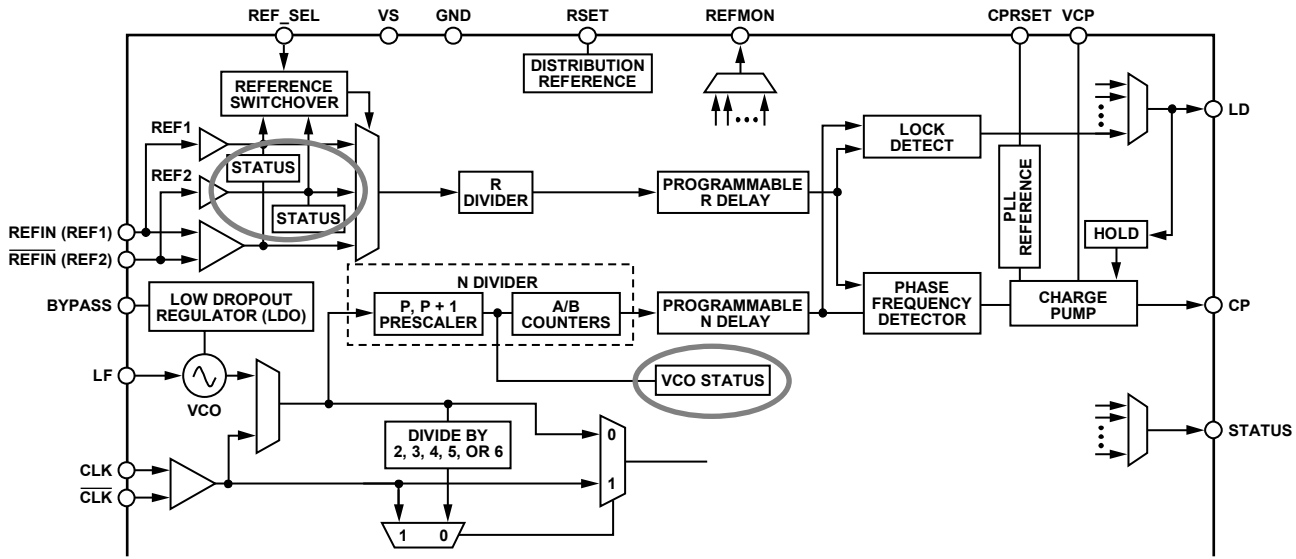 REF_SEL
VS
GND
RSET
REFMON
CPRSET
VCP
DISTRIBUTION
REFERENCE
REFERENCE
SWITCHOVER
REF1
STATUS
REF2
STATUS
R
DIVIDER
PROGRAMMABLE
R DELAY
LOCK
DETECT
LD
PLL
REFERENCE
HOLD
REFIN (REF1)
REFIN (REF2)
BYPASS
LOW DROPOUT
REGULATOR (LDO)
N DIVIDER
P, P + 1
PRESCALER
A/B
COUNTERS
PROGRAMMABLE
N DELAY
PHASE
FREQUENCY
DETECTOR
CHARGE
PUMP
CP
LF
VCO
VCO STATUS
DIVIDE BY
2, 3, 4, 5, OR 6
0
1
STATUS
CLK
CLK
1 0